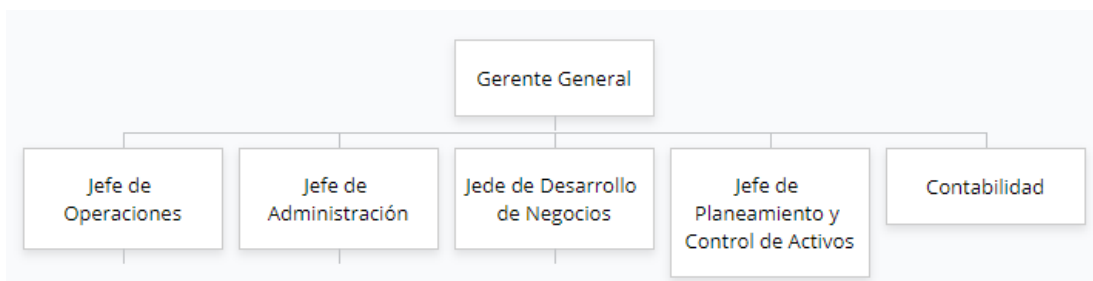 Gerente General
Jefe de
Operaciones
Jefe de
Administración
Jede de Desarrollo
de Negocios
Jefe de
Planeamiento y
Control de Activos
Contabilidad